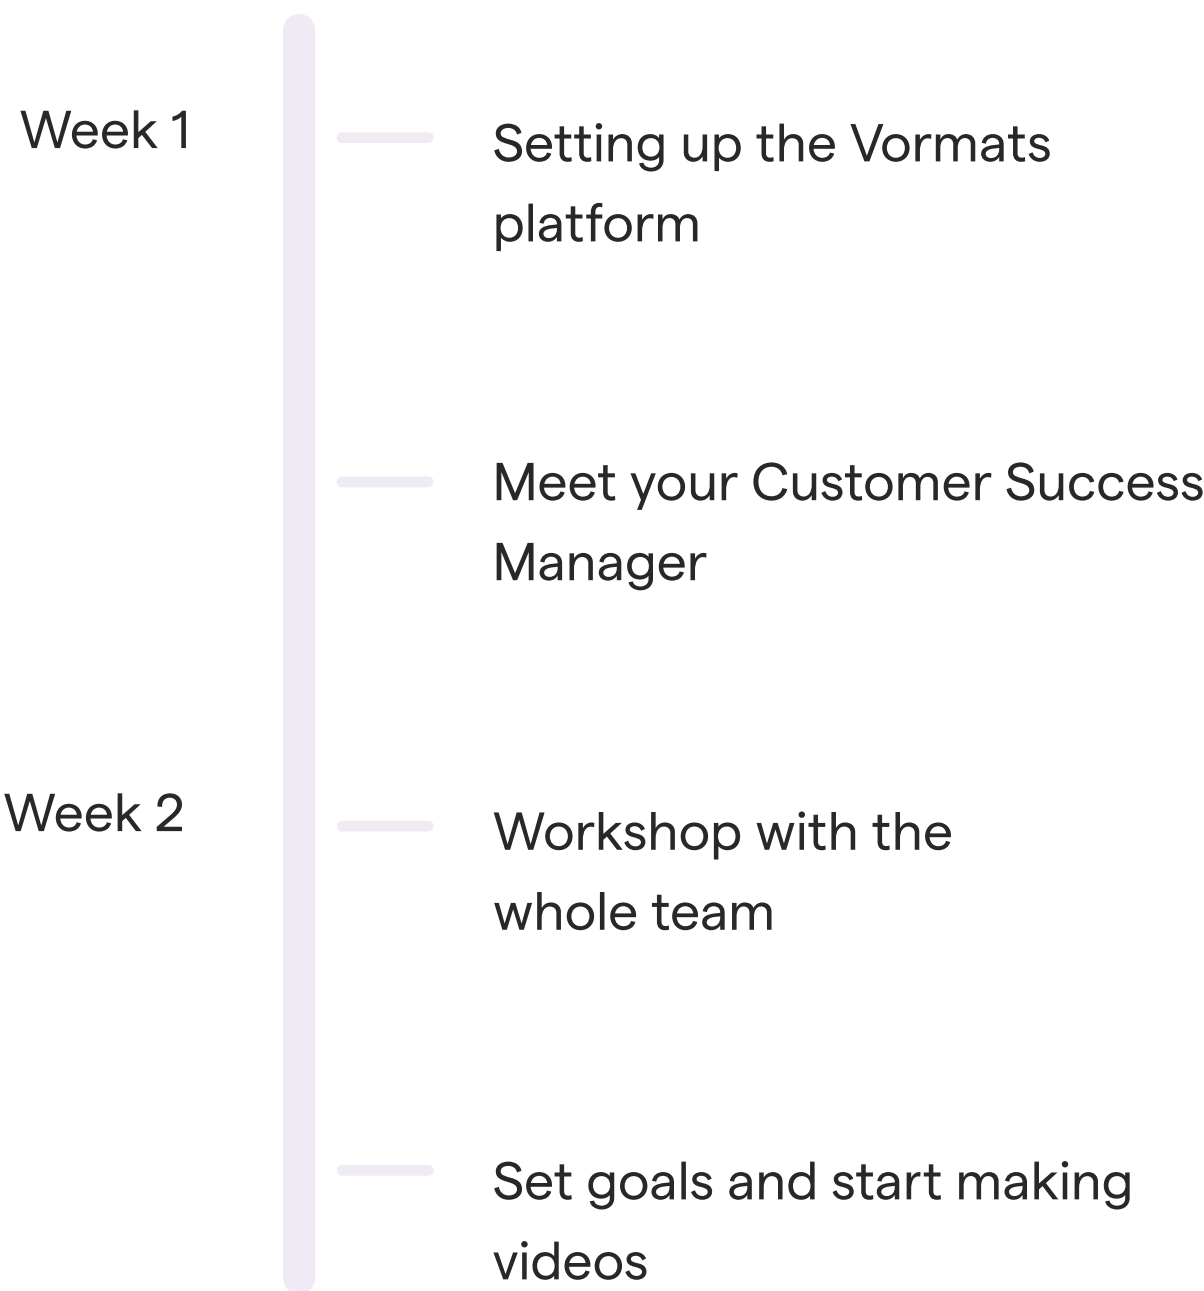 Week 1
Setting up the Vormats
platform
Meet your Customer Success
Manager
Week 2
Workshop with the
whole team
Set goals and start making
videos